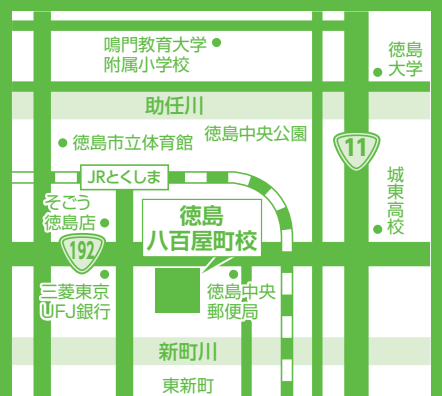 鳴門教育大学
附属小学校
徳島
大学
助任川
徳島市立体育館
徳島中央公園
11
JRとくしま
城東高校
そごう
徳島店
徳島
八百屋町校
192
三菱東京
UFJ銀行
徳島中央
郵便局
新町川
東新町